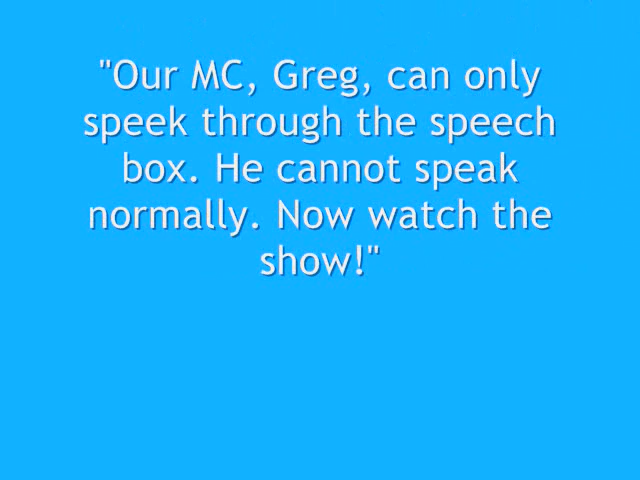 "Our MC, Greg, can only
speek through the speech
box. He cannot speak
normally. Now watch the
show!"